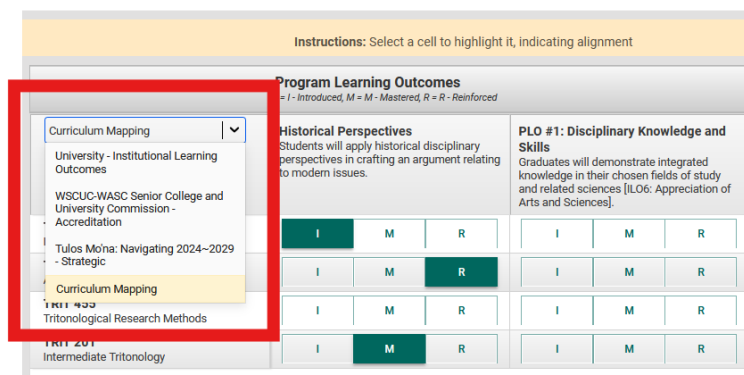 Instructions: Select a cell to highlight it, indicating alignment
Program Learning Outcomes
= I - Introduced, M = M - Mastered, R = R - Reinforced
Curriculum Mapping
University - Institutional Learning
Outcomes
WSCUC-WASC Senior College and
University Commission -
Accreditation
Tulos Mo'na: Navigating 2024~2029
- Strategic
Curriculum Mapping
Historical Perspectives
Students will apply historical disciplinary
perspectives in crafting an argument relating
to modern issues.
PLO #1: Disciplinary Knowledge and
Skills
Graduates will demonstrate integrated
knowledge in their chosen fields of study
and related sciences [ILO6: Appreciation of
Arts and Sciences].
I M R I M R
I M R I M R
TRIT 455
Tritonological Research Methods
I M R I M R
TRIT 201
Intermediate Tritonology
I M R I M R